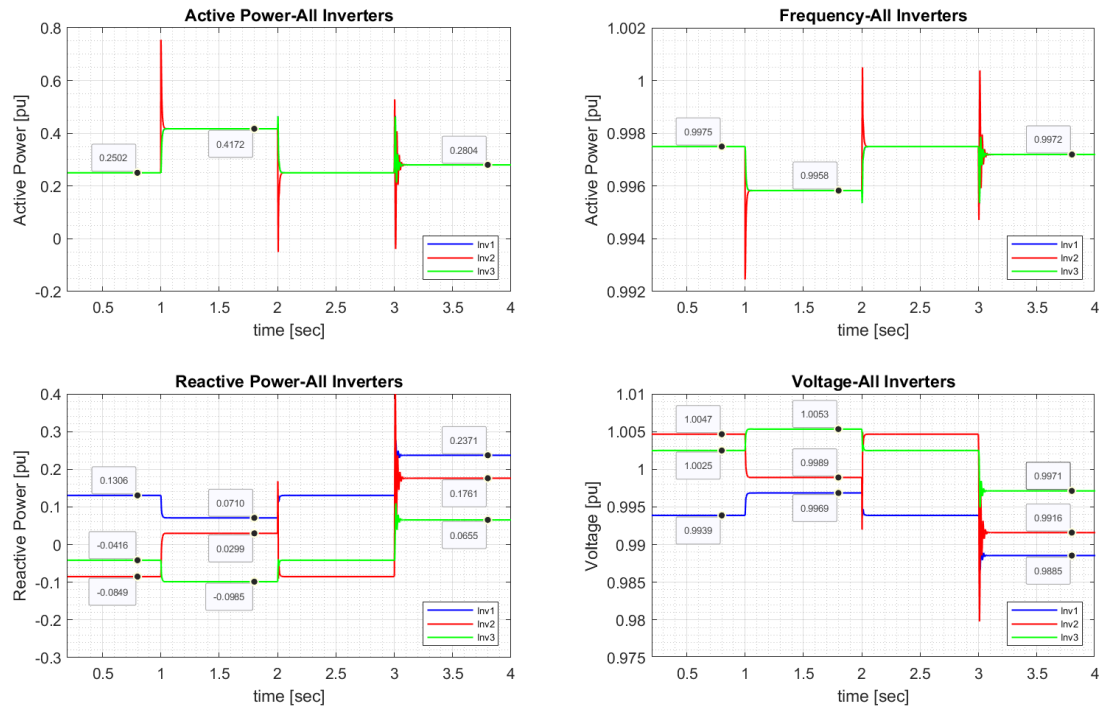 Active Power-All Inverters
Active Power [pu]
0.8
0.6
0.4
0.2
0
-0.2
0.2502
0.4172
0.2804
Inv1
Inv2
Inv3
0.5 1 1.5 2 2.5 3 3.5 4
time [sec]
Frequency-All Inverters
Active Power [pu]
1.002
1
0.998
0.996
0.994
0.992
0.9975
0.9958
0.9972
Inv1
Inv2
Inv3
0.5 1 1.5 2 2.5 3 3.5 4
time [sec]
Reactive Power-All Inverters
Reactive Power [pu]
0.4
0.3
0.2
0.1
0
-0.1
-0.2
-0.3
0.1306
-0.0416
-0.0849
0.0710
0.0299
-0.0985
0.2371
0.1761
0.0655
Inv1
Inv2
Inv3
0.5 1 1.5 2 2.5 3 3.5 4
time [sec]
Voltage-All Inverters
Voltage [pu]
1.01
1.005
1
0.995
0.99
0.985
0.98
0.975
1.0047
1.0025
0.9939
1.0053
0.9989
0.9969
0.9971
0.9916
0.9885
Inv1
Inv2
Inv3
0.5 1 1.5 2 2.5 3 3.5 4
time [sec]